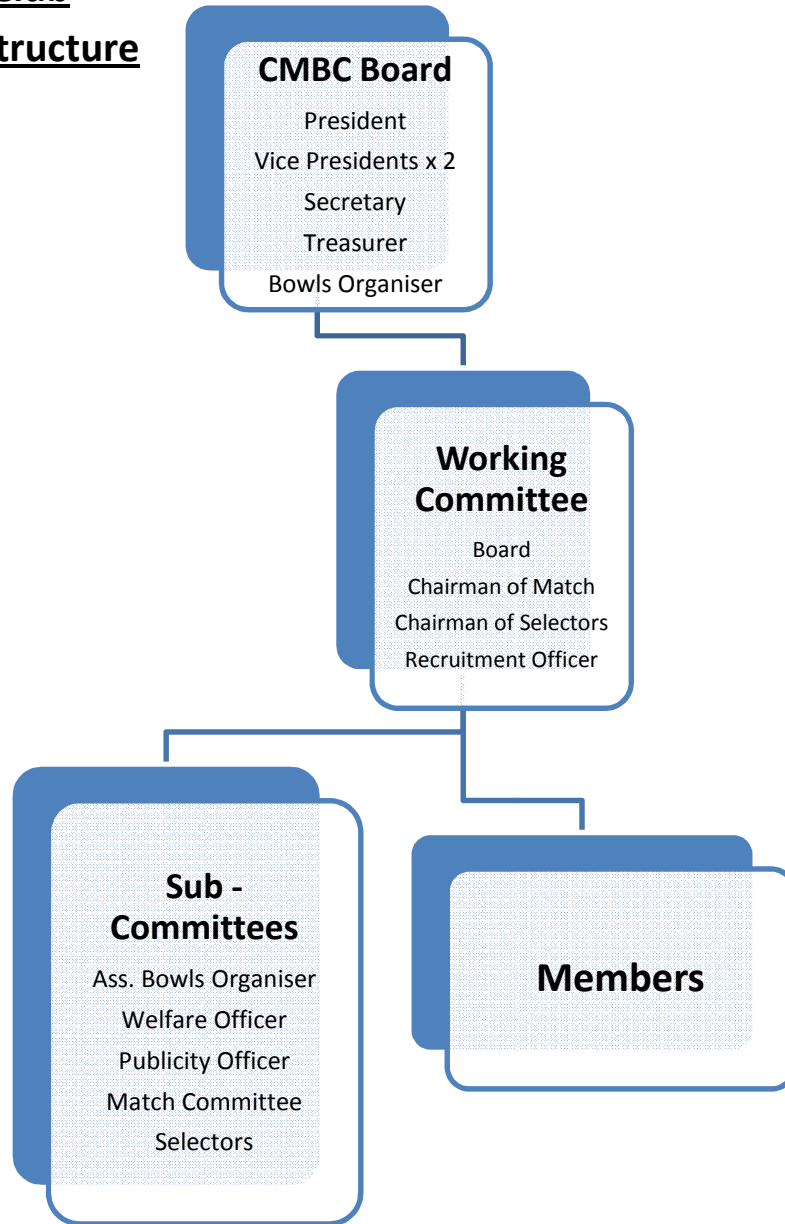 tructure
CMBC Board
President
Vice Presidents x 2
Secretary
Treasurer
Bowls Organiser
Working
Committee
Board
Chairman of Match
Chairman of Selectors
Recruitment Officer
Sub -
Committees
Ass. Bowls Organiser
Welfare Officer
Publicity Officer
Match Committee
Selectors
Members